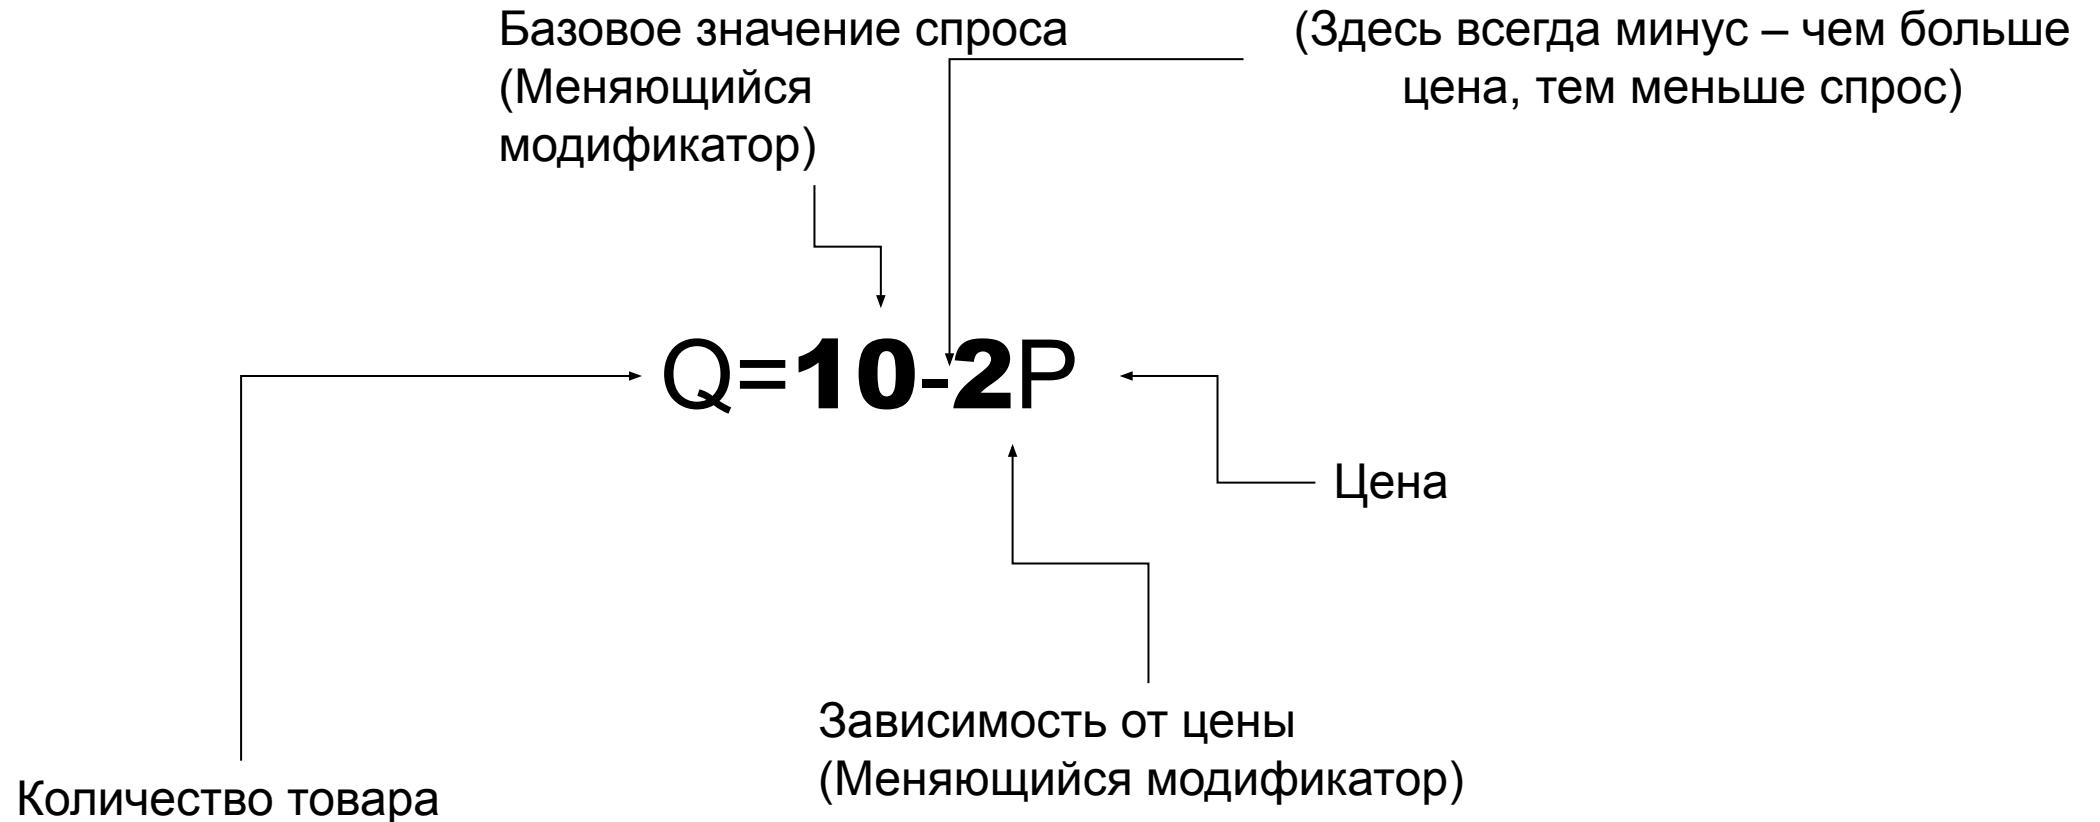 Базовое значение спроса
(Меняющийся
модификатор)
(Здесь всегда минус – чем больше
цена, тем меньше спрос)
Q=10-2P
Цена
Зависимость от цены
(Меняющийся модификатор)
Количество товара